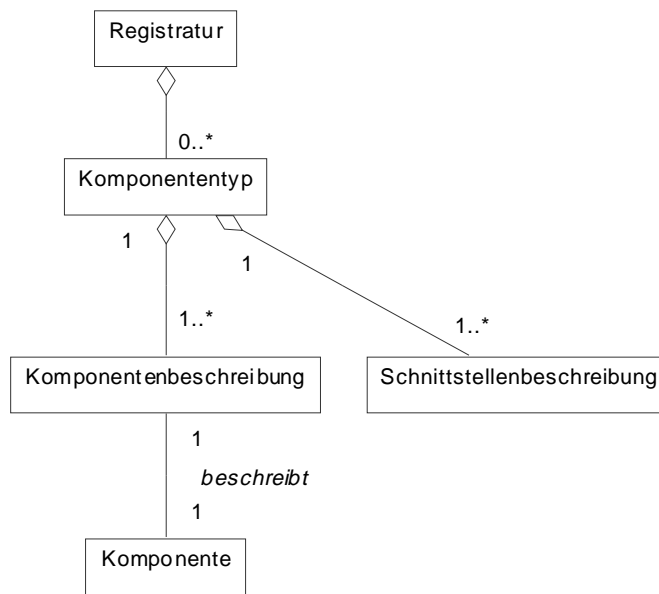 Registratur
0..*
Komponententyp
1
1
1..*
1..*
Komponentenbeschreibung
Schnittstellenbeschreibung
1
beschreibt
1
Komponente